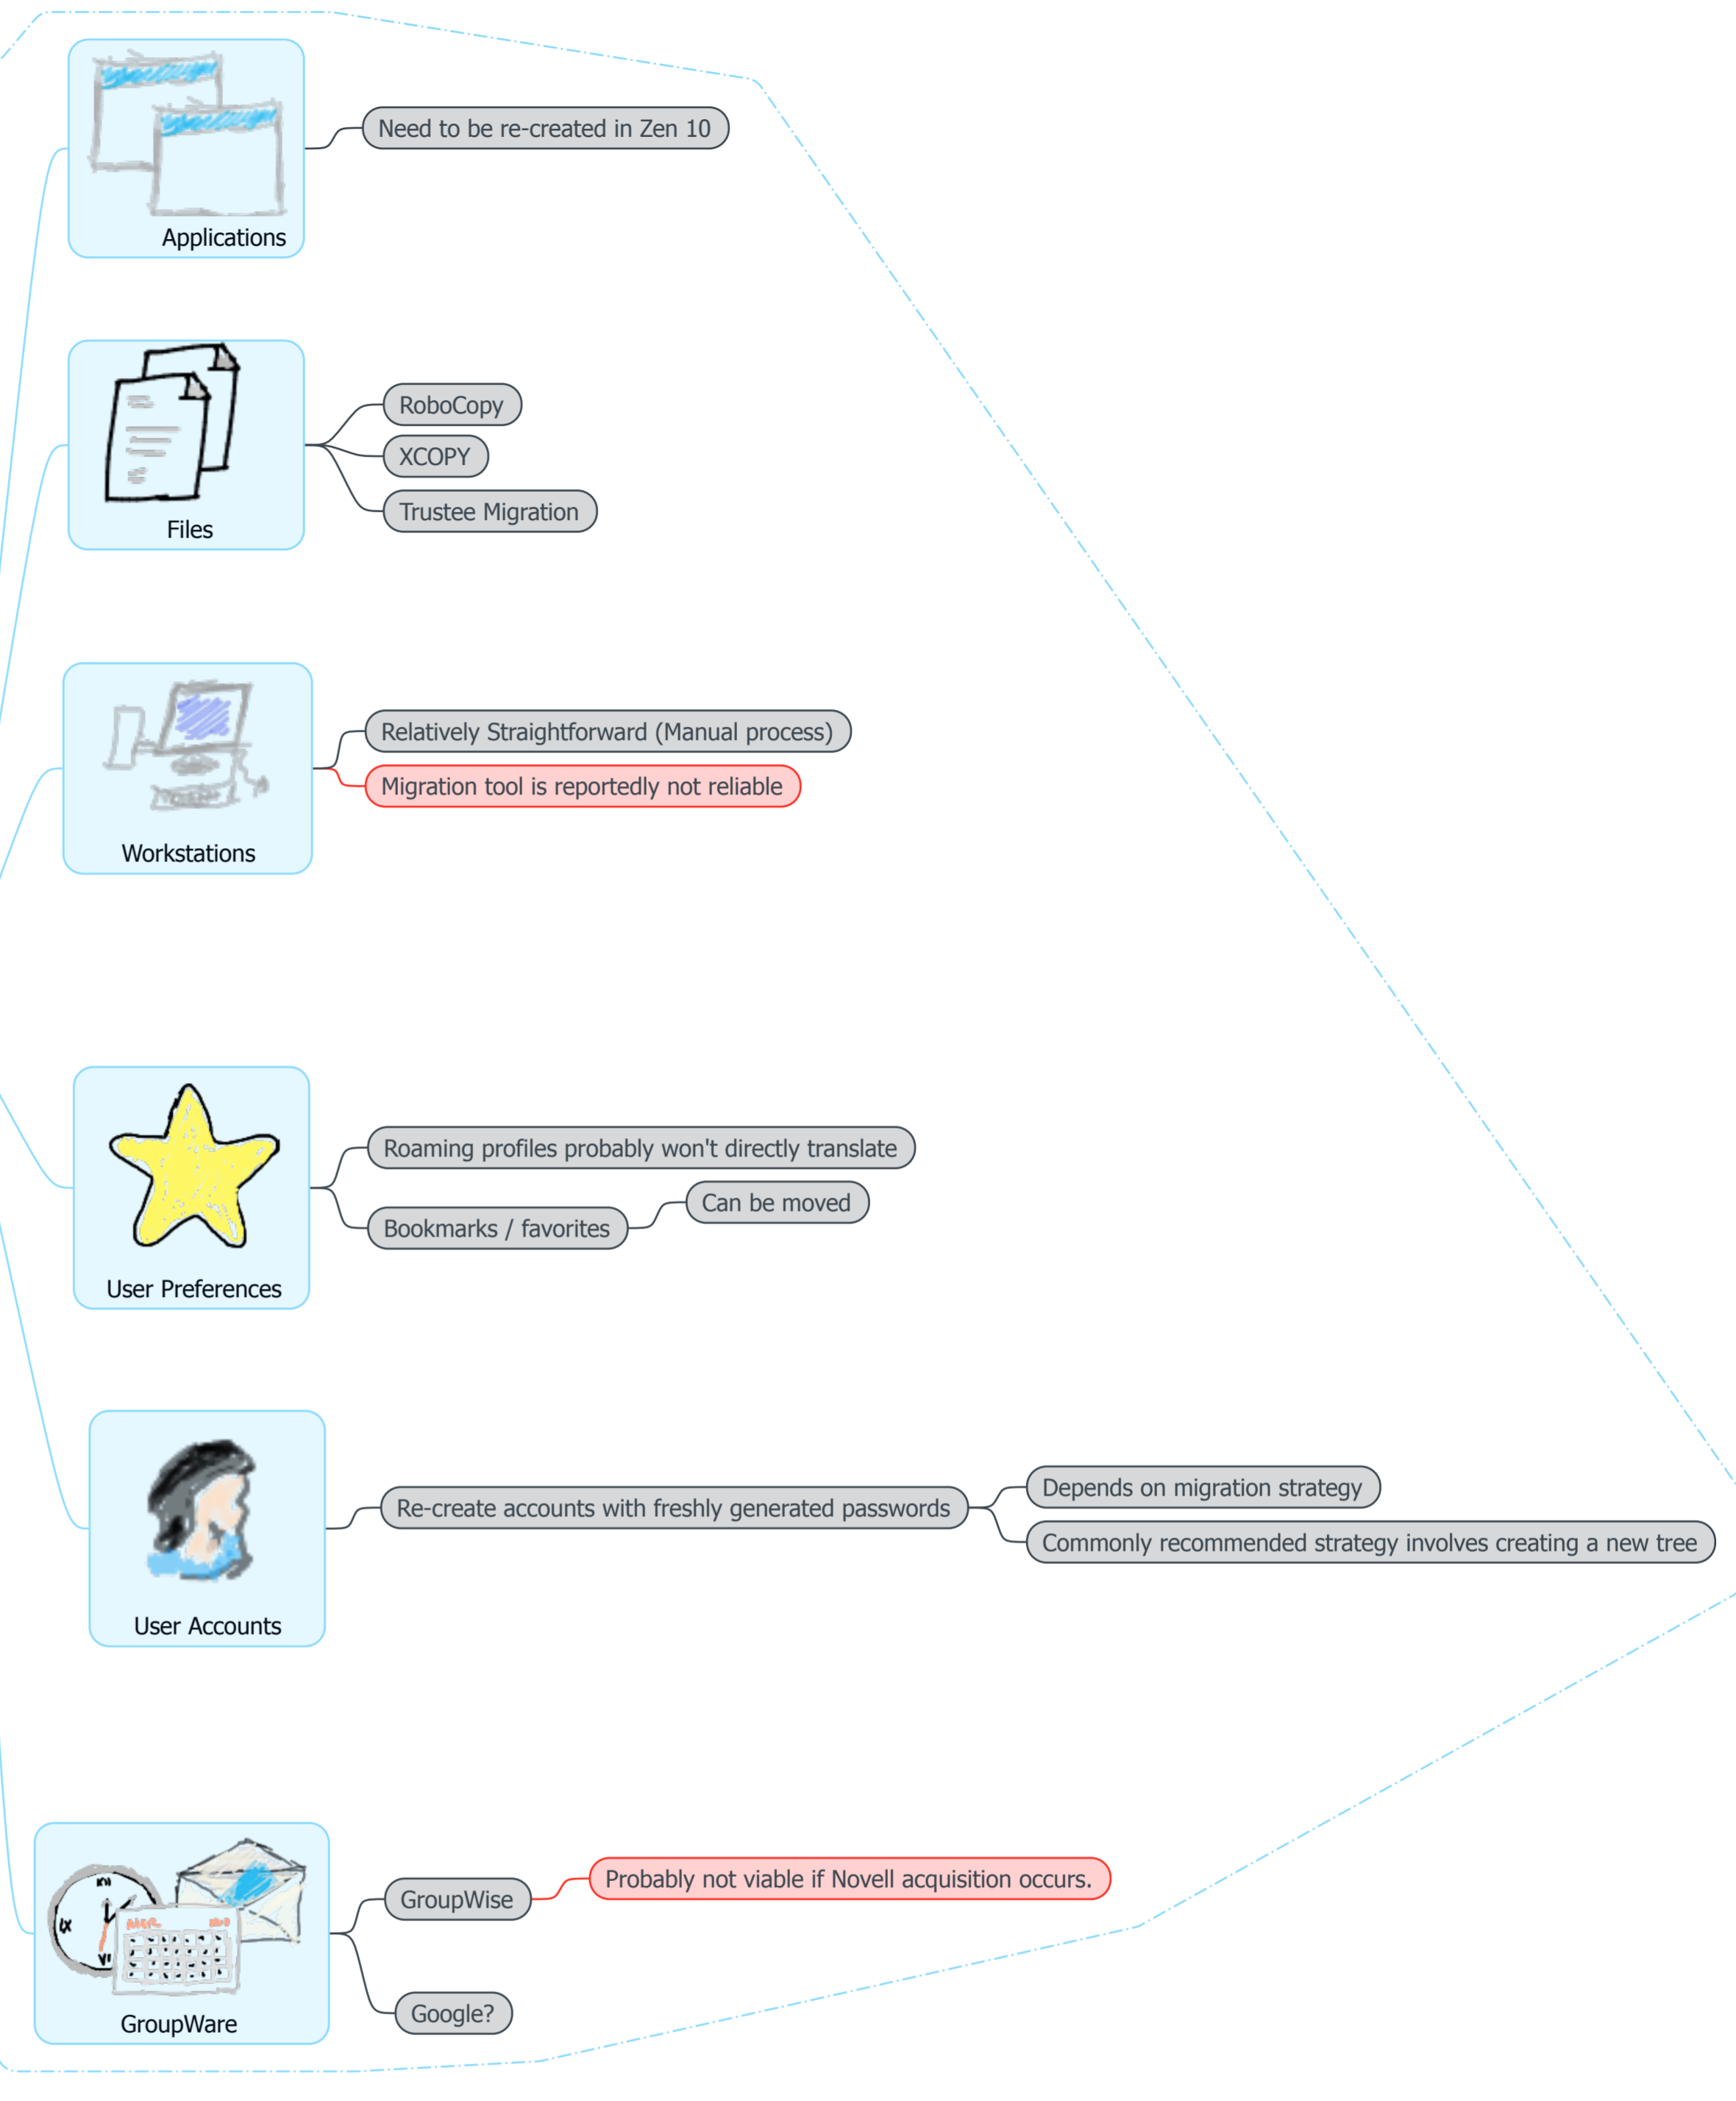 Need to be re-created in Zen 10
Applications
RoboCopy
XCOPY
Trustee Migration
Files
Relatively Straightforward (Manual process)
Migration tool is reportedly not reliable
Workstations
Roaming profiles probably won't directly translate
Can be moved
Bookmarks / favorites
User Preferences
Depends on migration strategy
Re-create accounts with freshly generated passwords
Commonly recommended strategy involves creating a new tree
User Accounts
Probably not viable if Novell acquisition occurs.
GroupWise
Google?
GroupWare